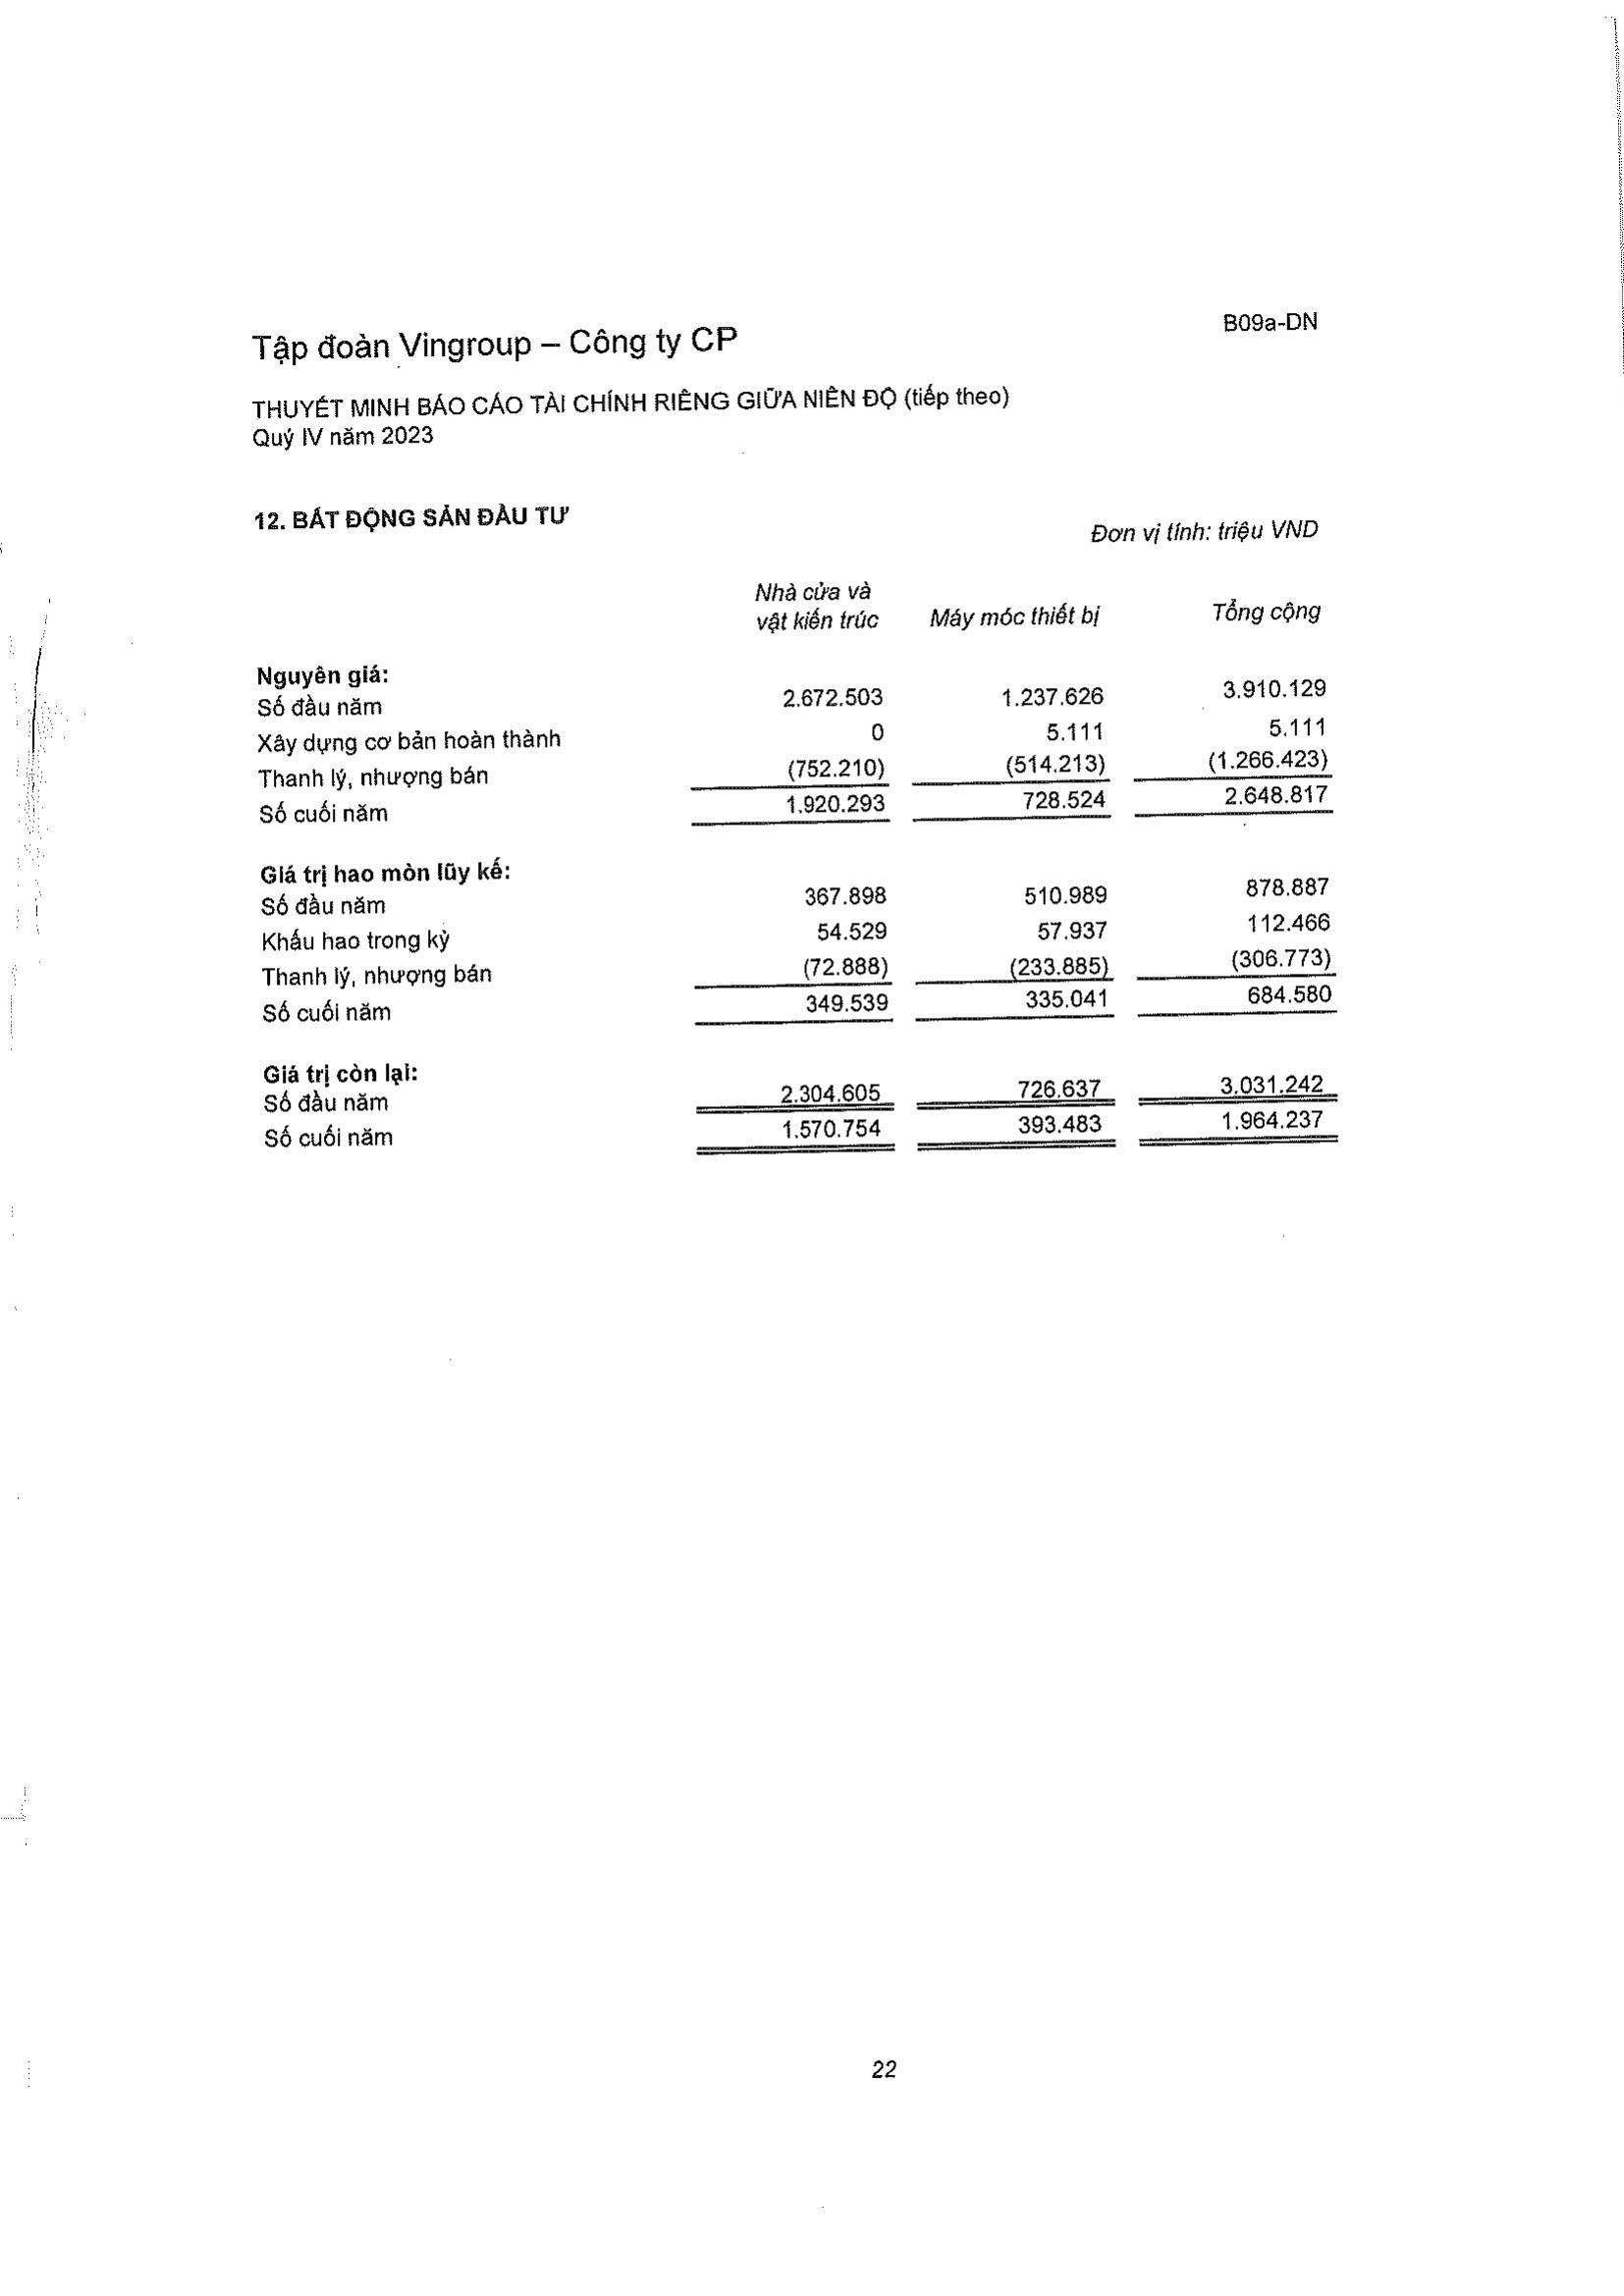 B09a-DN
Tập đoàn Vingroup – Công ty CP
THUYẾT MINH BÁO CÁO TÀI CHÍNH RIÊNG GIỮA NIÊN ĐỘ (tiếp theo)
Quý IV năm 2023
12. BẤT ĐỘNG SẢN ĐẦU TƯ
Đơn vị tính: triệu VND
Nhà cửa và
vật kiến trúc Máy móc thiết bị Tổng cộng
Nguyên giá:
Số đầu năm 2.672.503 1.237.626 3.910.129
Xây dựng cơ bản hoàn thành 0 5.111 5.111
Thanh lý, nhượng bán (752.210) (514.213) (1.266.423)
Số cuối năm 1.920.293 728.524 2.648.817
Giá trị hao mòn lũy kế:
Số đầu năm 367.898 510.989 878.887
Khấu hao trong kỳ 54.529 57.937 112.466
Thanh lý, nhượng bán (72.888) (233.885) (306.773)
Số cuối năm 349.539 335.041 684.580
Giá trị còn lại:
Số đầu năm 2.304.605 726.637 3.031.242
Số cuối năm 1.570.754 393.483 1.964.237
22